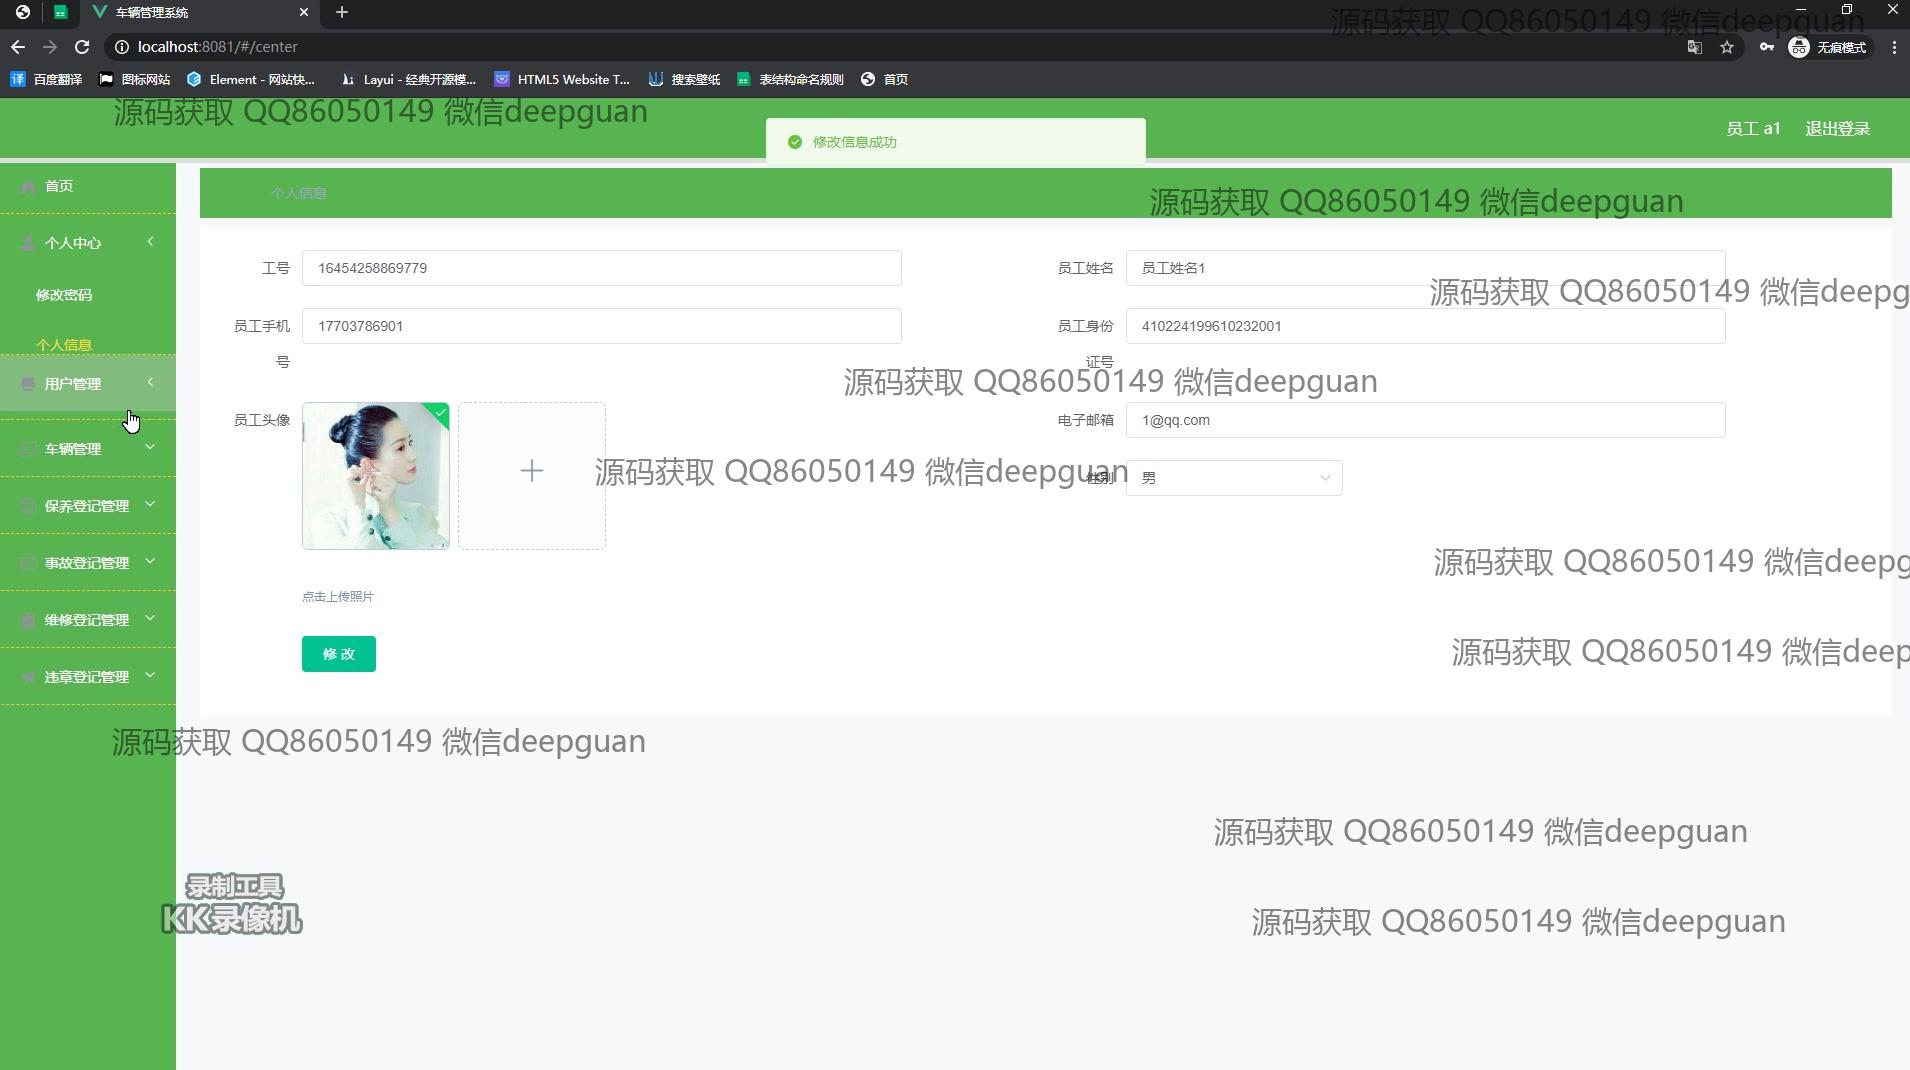 车辆管理系统
localhost:8081/#/center
无痕模式
百度翻译 图标网站 Element - 网站快... Layui - 经典开源模... HTML5 Website T... 搜索壁纸 表结构命名规则 首页
源码获取 QQ86050149 微信deepguan
源码获取 QQ86050149 微信deepguan
修改信息成功
员工 a1 退出登录
首页
个人信息
源码获取 QQ86050149 微信deepguan
个人中心
工号 16454258869779
员工姓名 员工姓名1
修改密码
源码获取 QQ86050149 微信deepg
员工手机号 17703786901
员工身份证号 410224199610232001
个人信息
用户管理
源码获取 QQ86050149 微信deepguan
员工头像
电子邮箱 1@qq.com
车辆管理
源码获取 QQ86050149 微信deepguan
性别 男
保养登记管理
事故登记管理
源码获取 QQ86050149 微信deepg
点击上传照片
维修登记管理
修 改
源码获取 QQ86050149 微信deep
违章登记管理
源码获取 QQ86050149 微信deepguan
源码获取 QQ86050149 微信deepguan
录制工具
KK录像机
源码获取 QQ86050149 微信deepguan